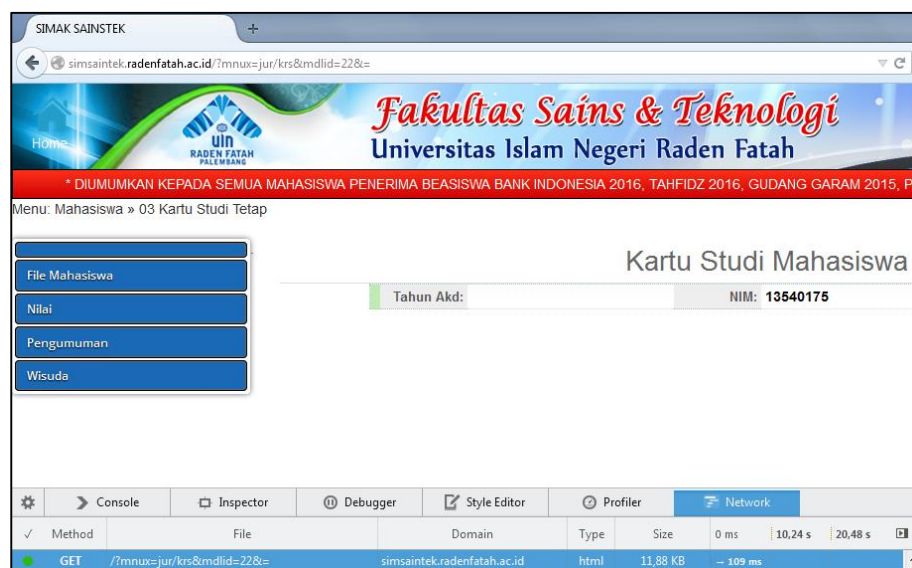 SIMAK SAINSTEK
simsaintek.radenfatah.ac.id/?mnux=jur/krs&mdlid=22&t=
Home
uin
RADEN FATAH
PALEMBANG
Fakultas Sains & Teknologi
Universitas Islam Negeri Raden Fatah
* DIUMUMKAN KEPADA SEMUA MAHASISWA PENERIMA BEASISWA BANK INDONESIA 2016, TAHFIDZ 2016, GUDANG GARAM 2015, P
Menu: Mahasiswa » 03 Kartu Studi Tetap
File Mahasiswa
Nilai
Pengumuman
Wisuda
Kartu Studi Mahasiswa
Tahun Akd: NIM: 13540175
Console Inspector Debugger Style Editor Profiler Network
✓ Method File Domain Type Size 0 ms 10,24 s 20,48 s
GET /?mnux=jur/krs&mdlid=22&t= simsaintek.radenfatah.ac.id html 11,88 KB → 109 ms